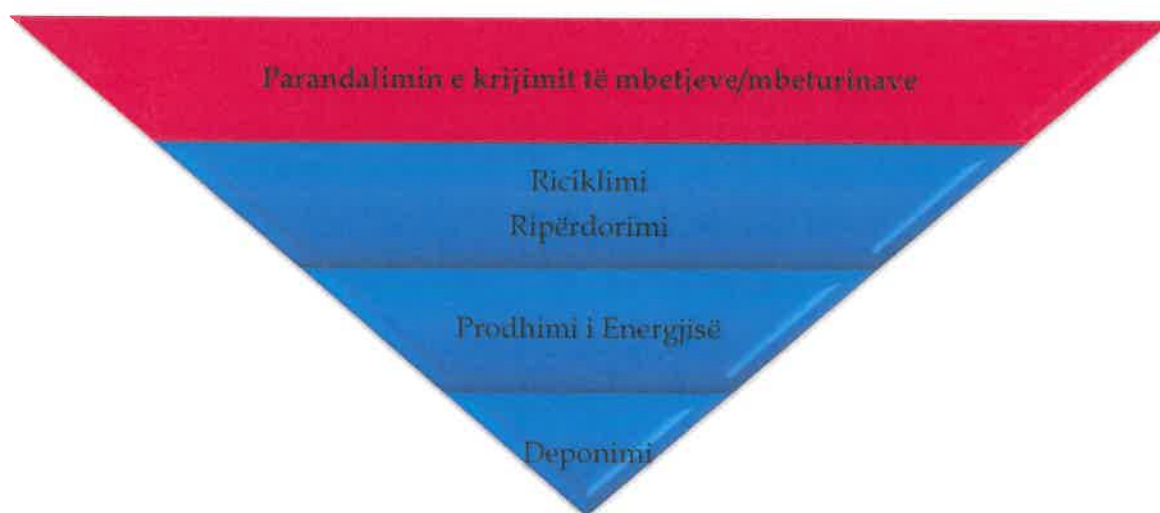 Parandalimin e krijimit të mbetjeve/mbeturinave
Riciklimi
Ripërdorimi
Prodhimi i Energjisë
Deponimi